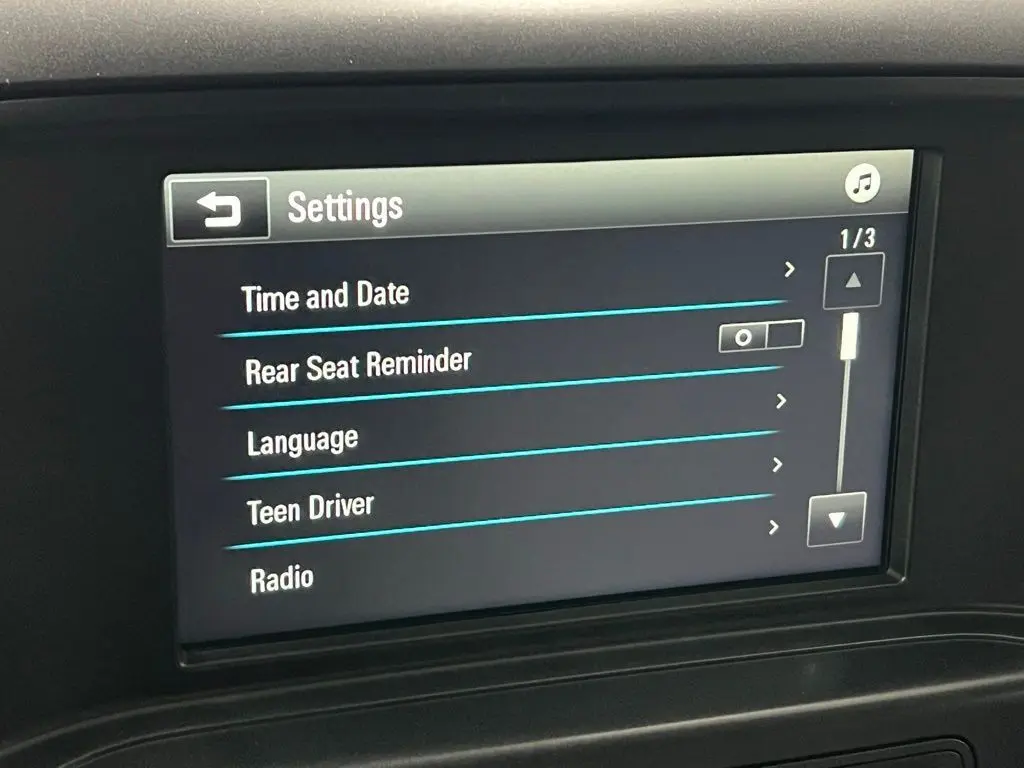 Settings
1/3
Time and Date
Rear Seat Reminder
Language
Teen Driver
Radio